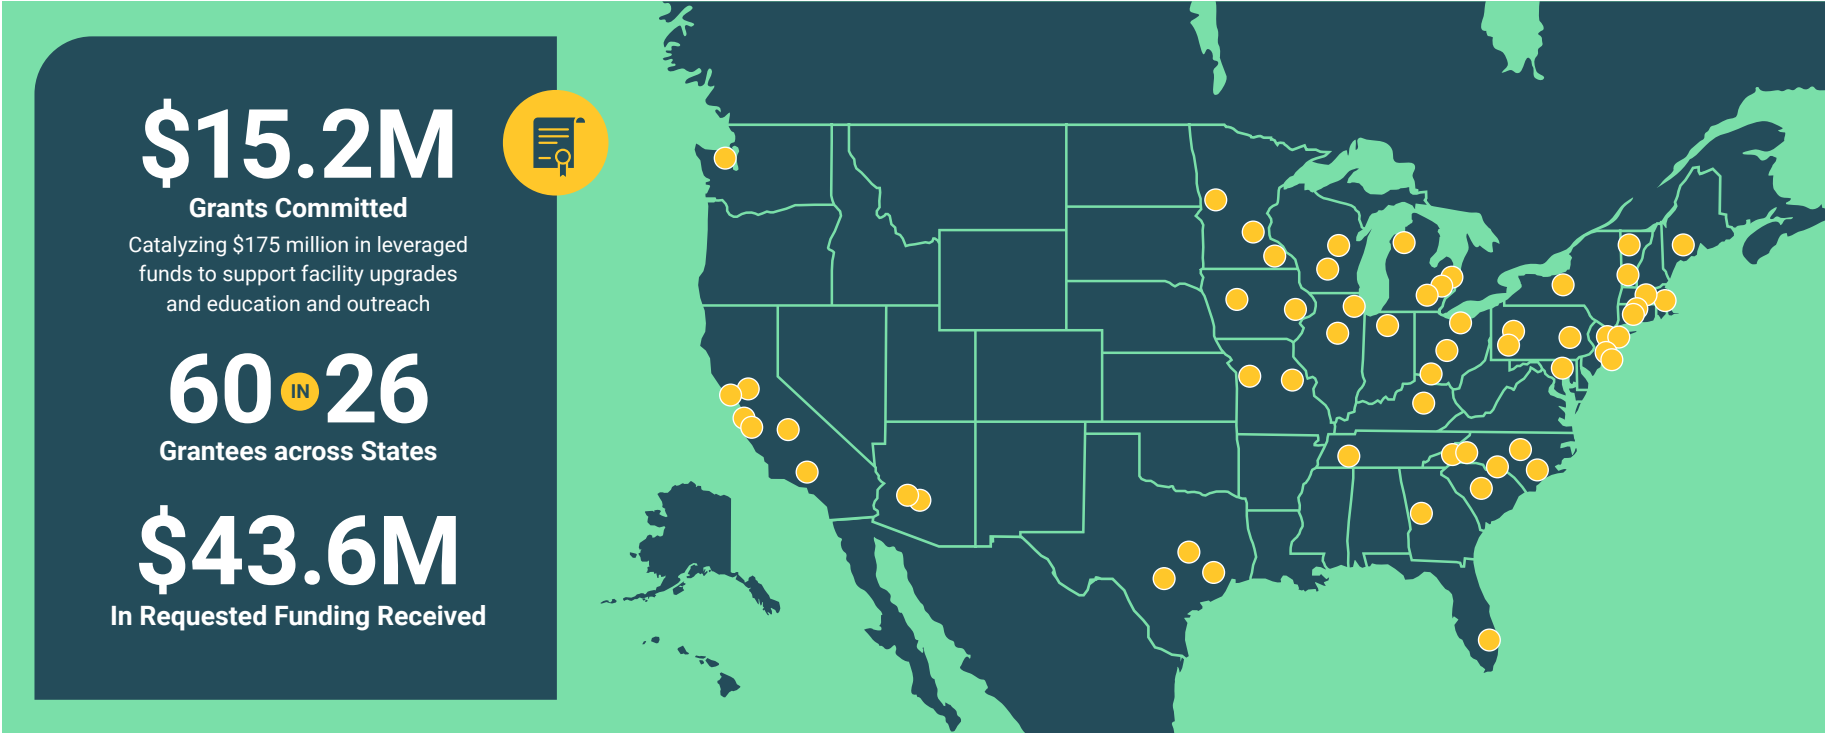 $15.2M
Grants Committed
Catalyzing $175 million in leveraged
funds to support facility upgrades
and education and outreach
60 IN 26
Grantees across States
$43.6M
In Requested Funding Received